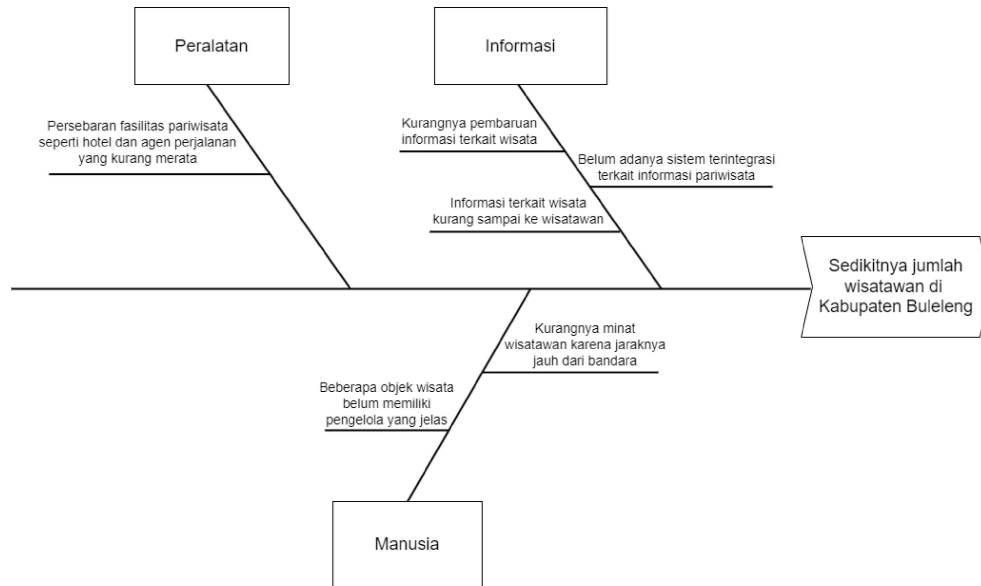 Peralatan
Informasi
Persebaran fasilitas pariwisata
seperti hotel dan agen perjalanan
yang kurang merata
Kurangnya pembaruan
informasi terkait wisata
Belum adanya sistem terintegrasi
terkait informasi pariwisata
Informasi terkait wisata
kurang sampai ke wisatawan
Sedikitnya jumlah
wisatawan di
Kabupaten Buleleng
Kurangnya minat
wisatawan karena jaraknya
jauh dari bandara
Beberapa objek wisata
belum memiliki
pengelola yang jelas
Manusia